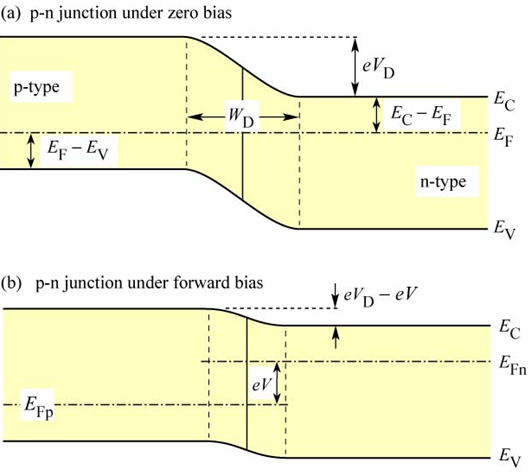 (a) p-n junction under zero bias
eV_D
p-type
E_C
W_D
E_C – E_F
E_F
E_F – E_V
n-type
E_V
(b) p-n junction under forward bias
eV_D – eV
E_C
E_Fn
eV
E_Fp
E_V